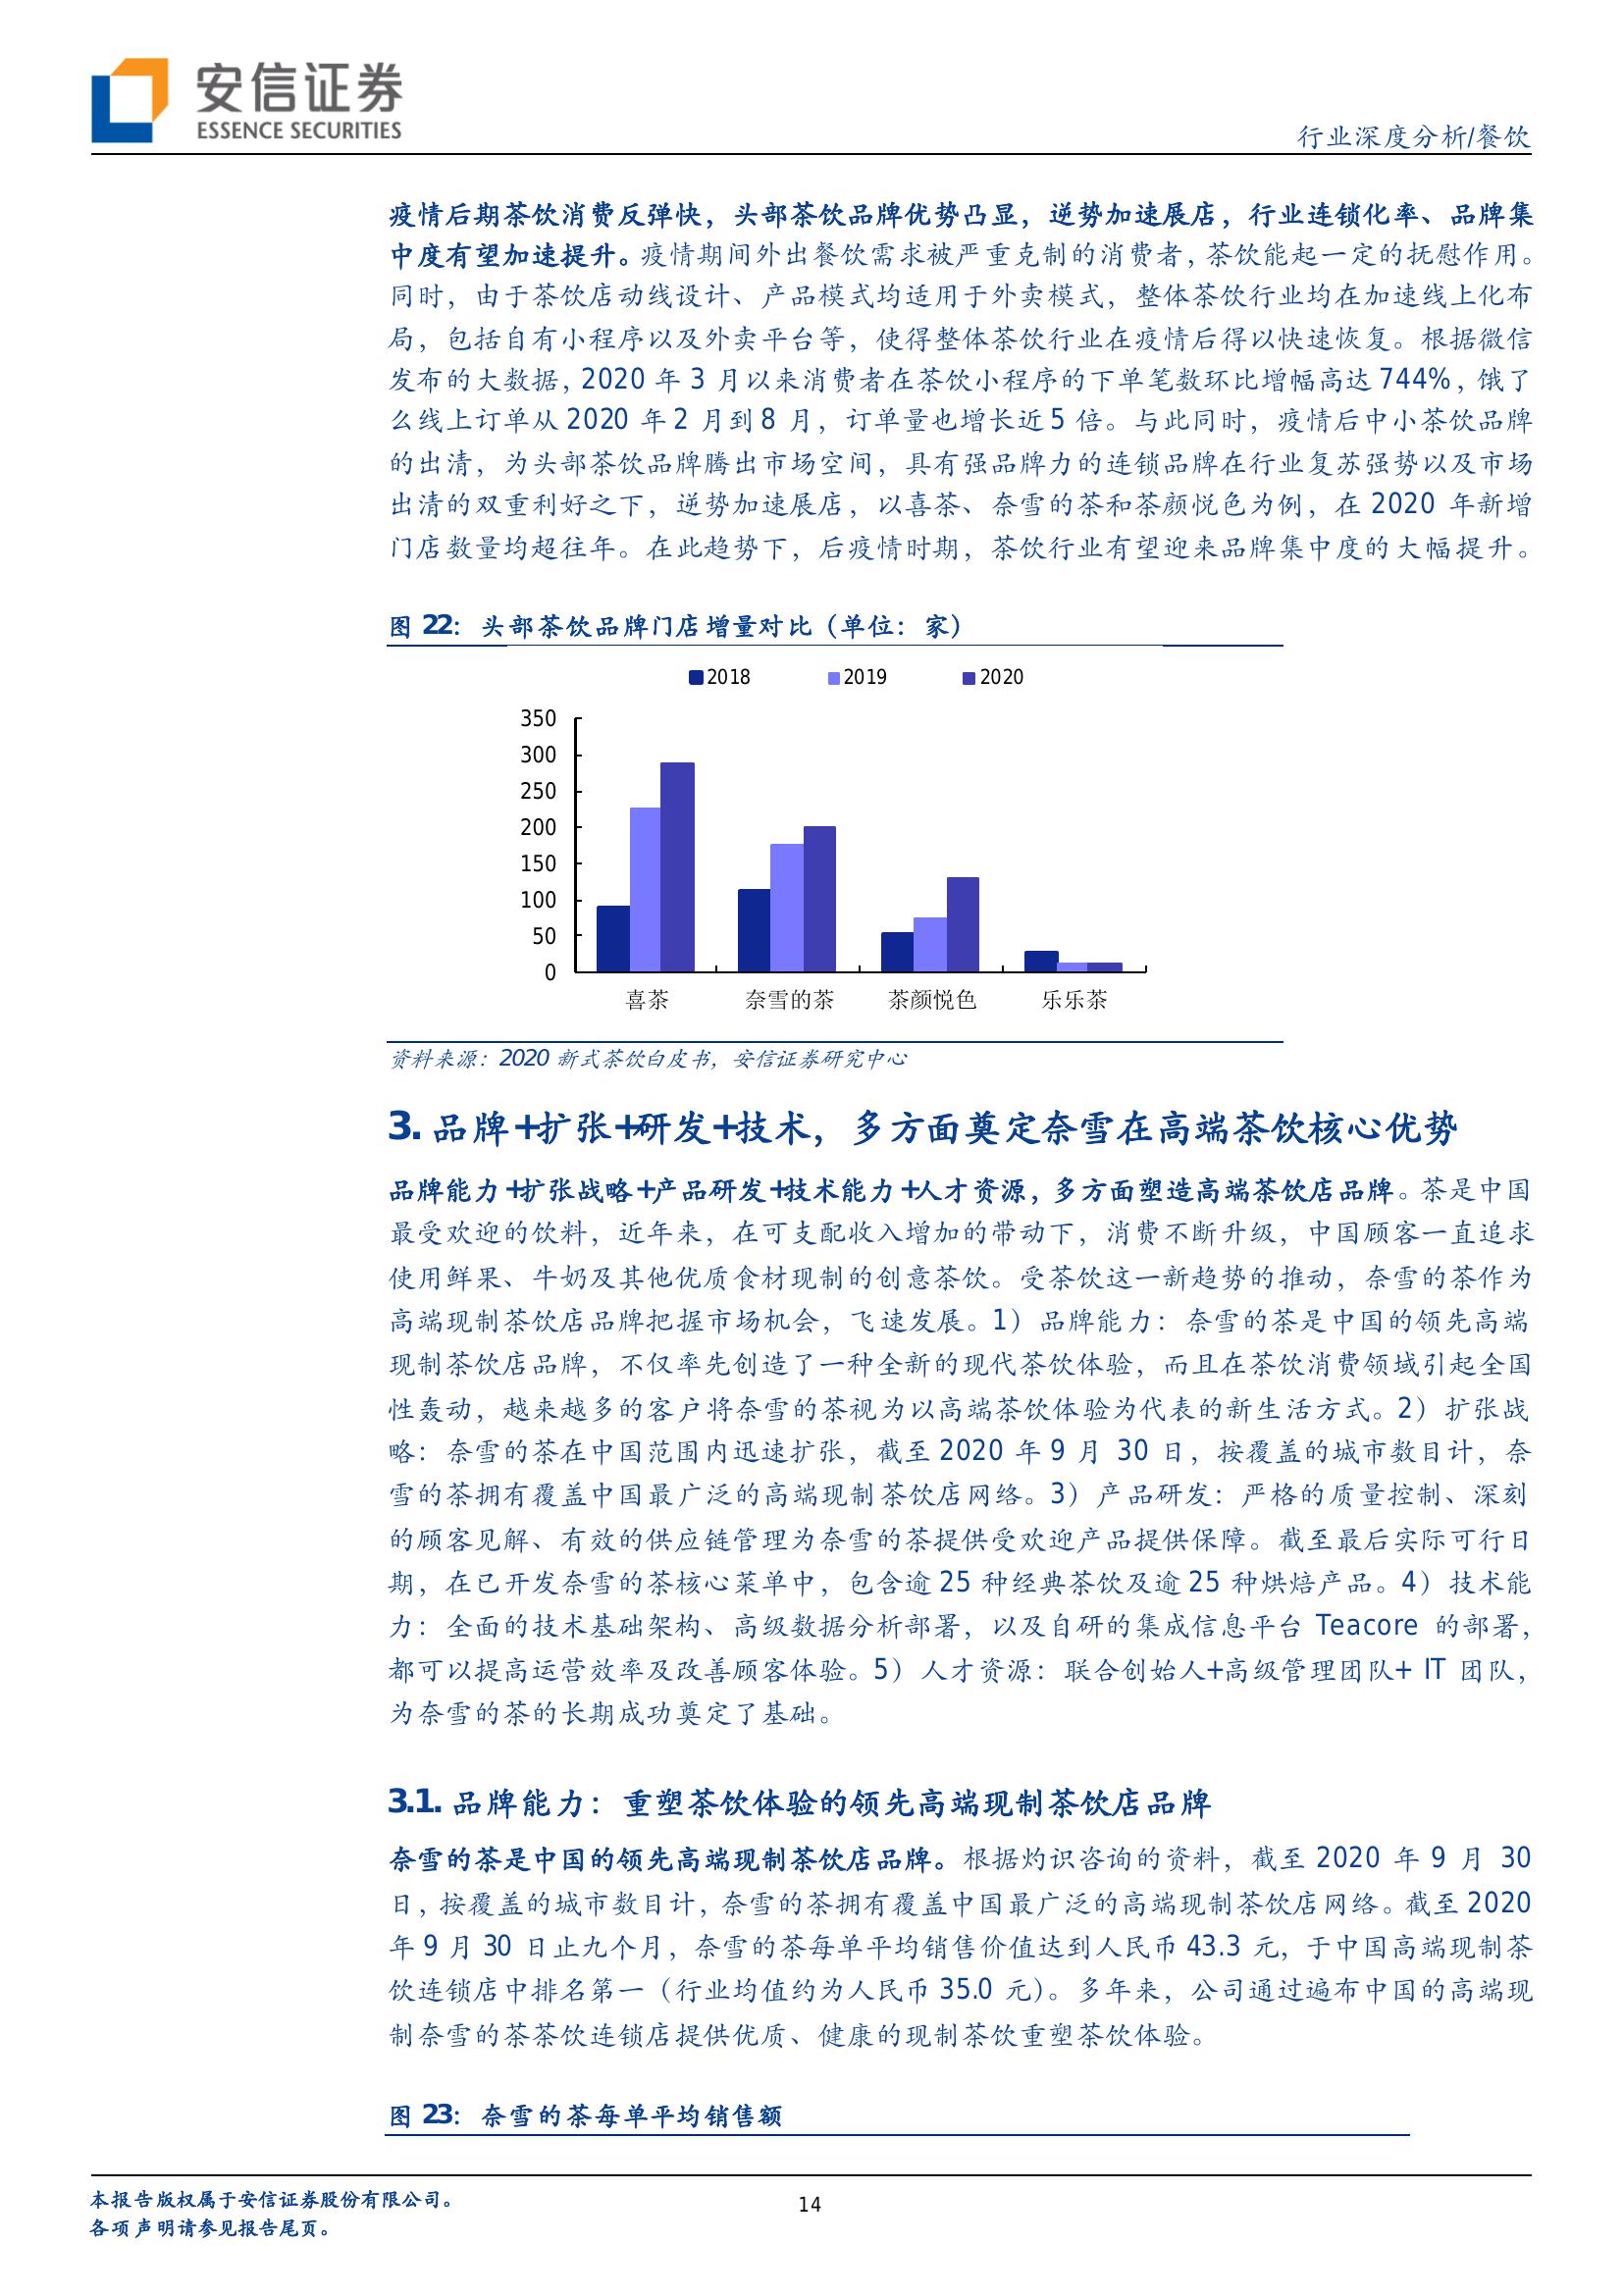 安信证券
ESSENCE SECURITIES
行业深度分析/餐饮
疫情后期茶饮消费反弹快，头部茶饮品牌优势凸显，逆势加速展店，行业连锁化率、品牌集
中度有望加速提升。疫情期间外出餐饮需求被严重克制的消费者，茶饮能起一定的抚慰作用。
同时，由于茶饮店动线设计、产品模式均适用于外卖模式，整体茶饮行业均在加速线上化布
局，包括自有小程序以及外卖平台等，使得整体茶饮行业在疫情后得以快速恢复。根据微信
发布的大数据，2020 年 3 月以来消费者在茶饮小程序的下单笔数环比增幅高达 744%，饿了
么线上订单从 2020 年 2 月到 8 月，订单量也增长近 5 倍。与此同时，疫情后中小茶饮品牌
的出清，为头部茶饮品牌腾出市场空间，具有强品牌力的连锁品牌在行业复苏强势以及市场
出清的双重利好之下，逆势加速展店，以喜茶、奈雪的茶和茶颜悦色为例，在 2020 年新增
门店数量均超往年。在此趋势下，后疫情时期，茶饮行业有望迎来品牌集中度的大幅提升。
图 22：头部茶饮品牌门店增量对比（单位：家）
2018 2019 2020
350
300
250
200
150
100
50
0
喜茶 奈雪的茶 茶颜悦色 乐乐茶
资料来源：2020 新式茶饮白皮书，安信证券研究中心
3. 品牌+扩张+研发+技术，多方面奠定奈雪在高端茶饮核心优势
品牌能力+扩张战略+产品研发+技术能力+人才资源，多方面塑造高端茶饮店品牌。茶是中国
最受欢迎的饮料，近年来，在可支配收入增加的带动下，消费不断升级，中国顾客一直追求
使用鲜果、牛奶及其他优质食材现制的创意茶饮。受茶饮这一新趋势的推动，奈雪的茶作为
高端现制茶饮店品牌把握市场机会，飞速发展。1）品牌能力：奈雪的茶是中国的领先高端
现制茶饮店品牌，不仅率先创造了一种全新的现代茶饮体验，而且在茶饮消费领域引起全国
性轰动，越来越多的客户将奈雪的茶视为以高端茶饮体验为代表的新生活方式。2）扩张战
略：奈雪的茶在中国范围内迅速扩张，截至 2020 年 9 月 30 日，按覆盖的城市数目计，奈
雪的茶拥有覆盖中国最广泛的高端现制茶饮店网络。3）产品研发：严格的质量控制、深刻
的顾客见解、有效的供应链管理为奈雪的茶提供受欢迎产品提供保障。截至最后实际可行日
期，在已开发奈雪的茶核心菜单中，包含逾 25 种经典茶饮及逾 25 种烘焙产品。4）技术能
力：全面的技术基础架构、高级数据分析部署，以及自研的集成信息平台 Teacore 的部署，
都可以提高运营效率及改善顾客体验。5）人才资源：联合创始人+高级管理团队+ IT 团队，
为奈雪的茶的长期成功奠定了基础。
3.1. 品牌能力：重塑茶饮体验的领先高端现制茶饮店品牌
奈雪的茶是中国的领先高端现制茶饮店品牌。根据灼识咨询的资料，截至 2020 年 9 月 30
日，按覆盖的城市数目计，奈雪的茶拥有覆盖中国最广泛的高端现制茶饮店网络。截至 2020
年 9 月 30 日止九个月，奈雪的茶每单平均销售价值达到人民币 43.3 元，于中国高端现制茶
饮连锁店中排名第一（行业均值约为人民币 35.0 元）。多年来，公司通过遍布中国的高端现
制奈雪的茶茶饮连锁店提供优质、健康的现制茶饮重塑茶饮体验。
图 23：奈雪的茶每单平均销售额
本报告版权属于安信证券股份有限公司。
14
各项声明请参见报告尾页。